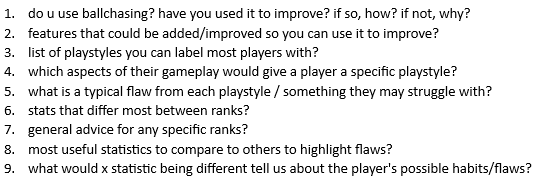 1. do u use ballchasing? have you used it to improve? if so, how? if not, why?
2. features that could be added/improved so you can use it to improve?
3. list of playstyles you can label most players with?
4. which aspects of their gameplay would give a player a specific playstyle?
5. what is a typical flaw from each playstyle / something they may struggle with?
6. stats that differ most between ranks?
7. general advice for any specific ranks?
8. most useful statistics to compare to others to highlight flaws?
9. what would x statistic being different tell us about the player's possible habits/flaws?